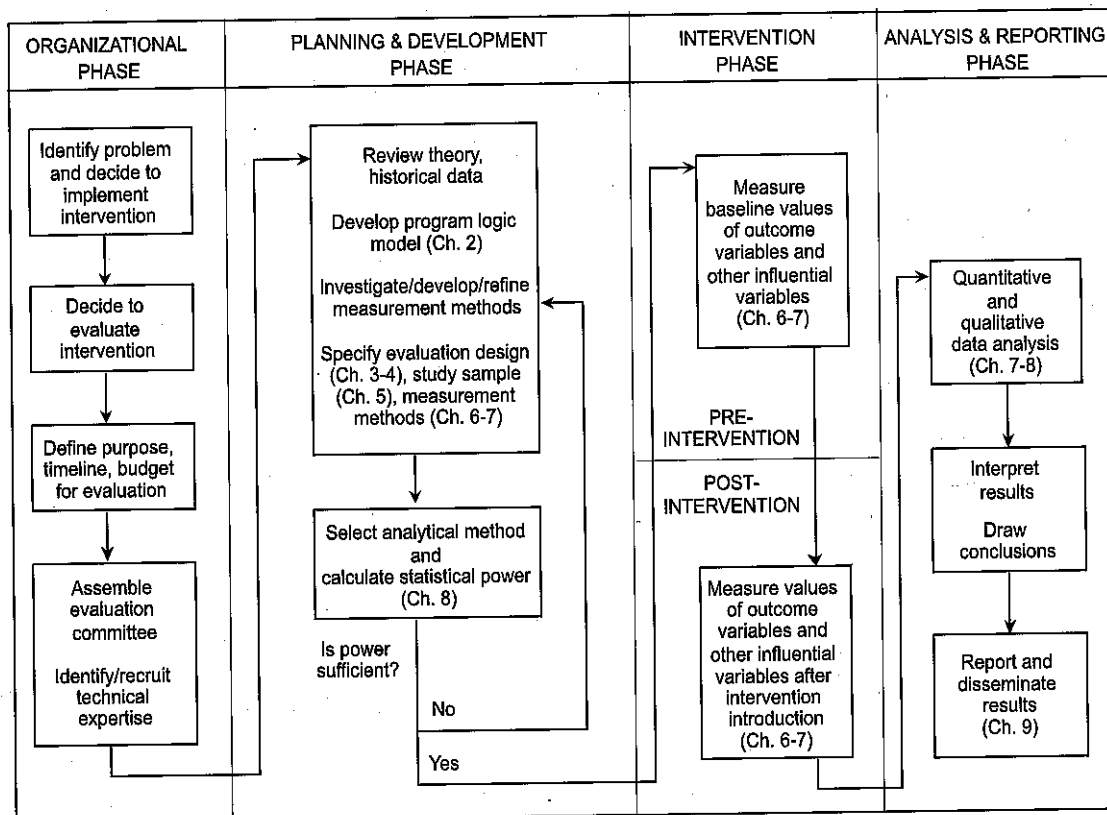 ORGANIZATIONAL
PHASE
Identify problem
and decide to
implement
intervention
Decide to
evaluate
intervention
Define purpose,
timeline, budget
for evaluation
Assemble
evaluation
committee
Identify/recruit
technical
expertise
PLANNING & DEVELOPMENT
PHASE
Review theory,
historical data
Develop program logic
model (Ch. 2)
Investigate/develop/refine
measurement methods
Specify evaluation design
(Ch. 3-4), study sample
(Ch. 5), measurement
methods (Ch. 6-7)
Select analytical method
and
calculate statistical power
(Ch. 8)
Is power
sufficient?
No
Yes
INTERVENTION
PHASE
Measure
baseline values
of outcome
variables and
other influential
variables
(Ch. 6-7)
PRE-
INTERVENTION
POST-
INTERVENTION
Measure values
of outcome
variables and
other influential
variables after
intervention
introduction
(Ch. 6-7)
ANALYSIS & REPORTING
PHASE
Quantitative
and
qualitative
data analysis
(Ch. 7-8)
Interpret
results
Draw
conclusions
Report and
disseminate
results
(Ch. 9)